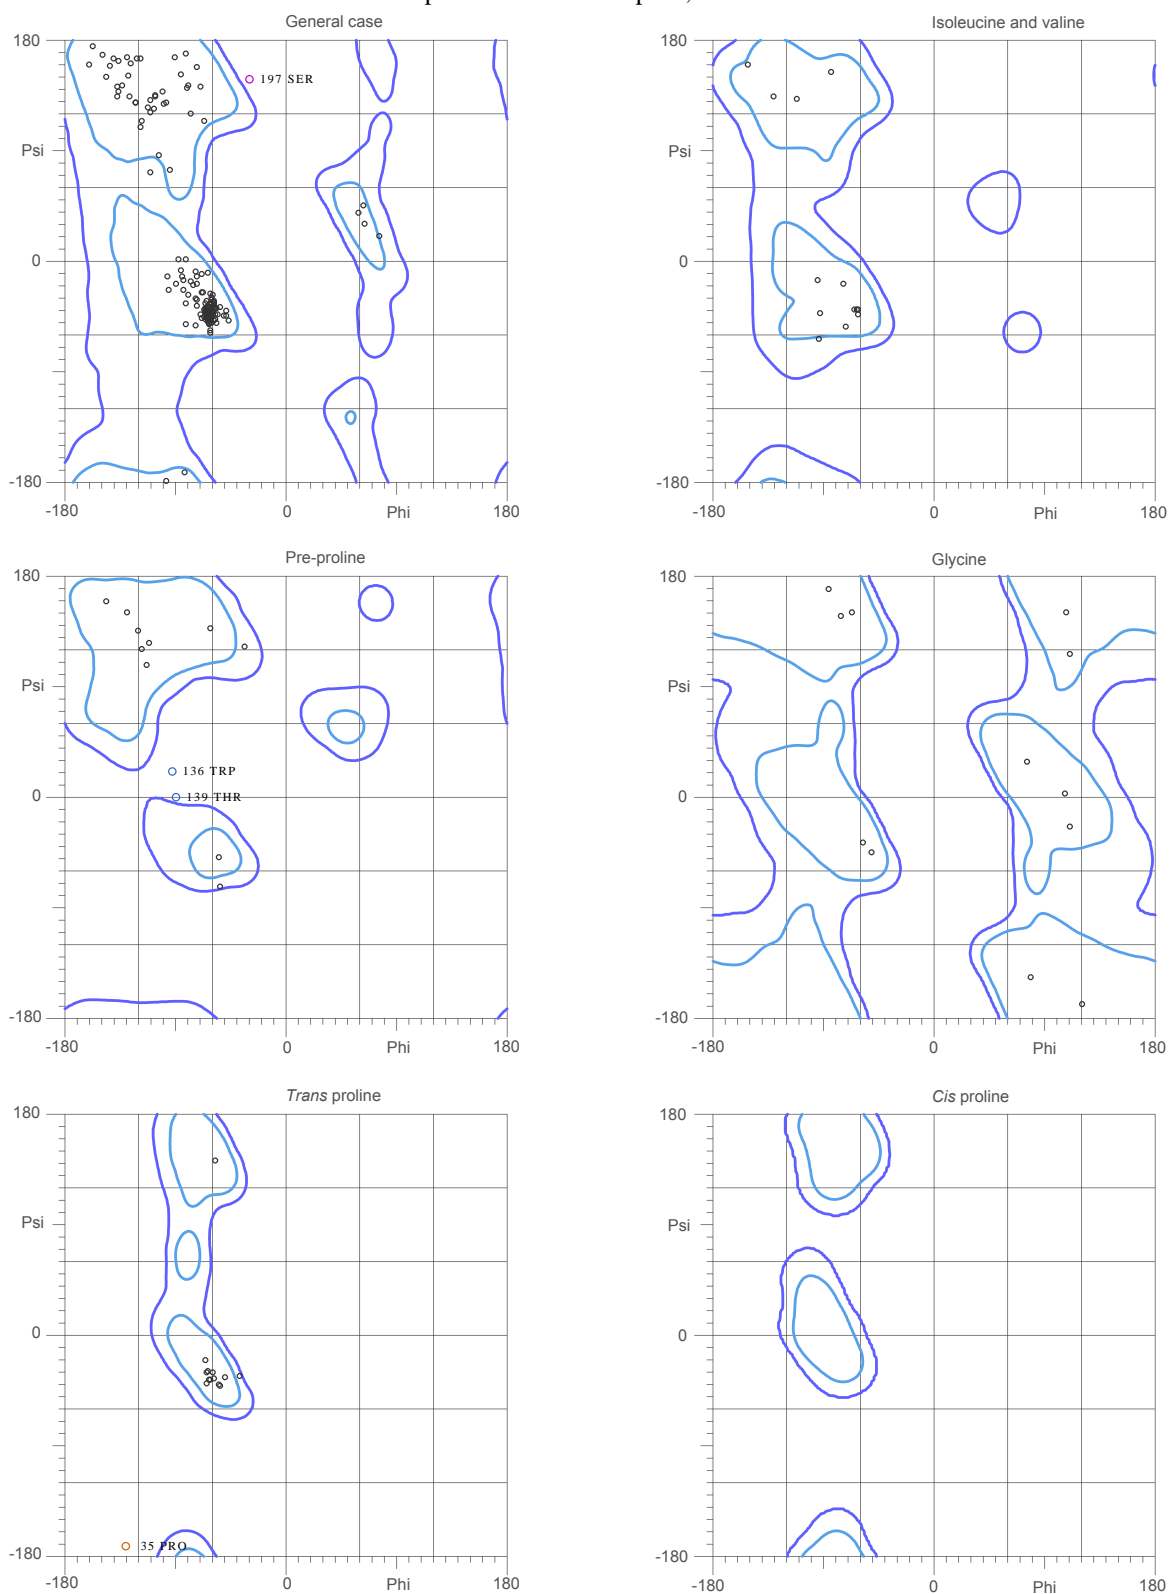 General case
Isoleucine and valine
180
180
197 SER
Psi
Psi
0
0
-180
-180
-180
0
Phi
180
-180
0
Phi
180
Pre-proline
Glycine
180
180
Psi
Psi
136 TRP
0
139 THR
0
-180
-180
-180
0
Phi
180
-180
0
Phi
180
Trans proline
Cis proline
180
180
Psi
Psi
0
0
35 PRO
-180
-180
-180
0
Phi
180
-180
0
Phi
180